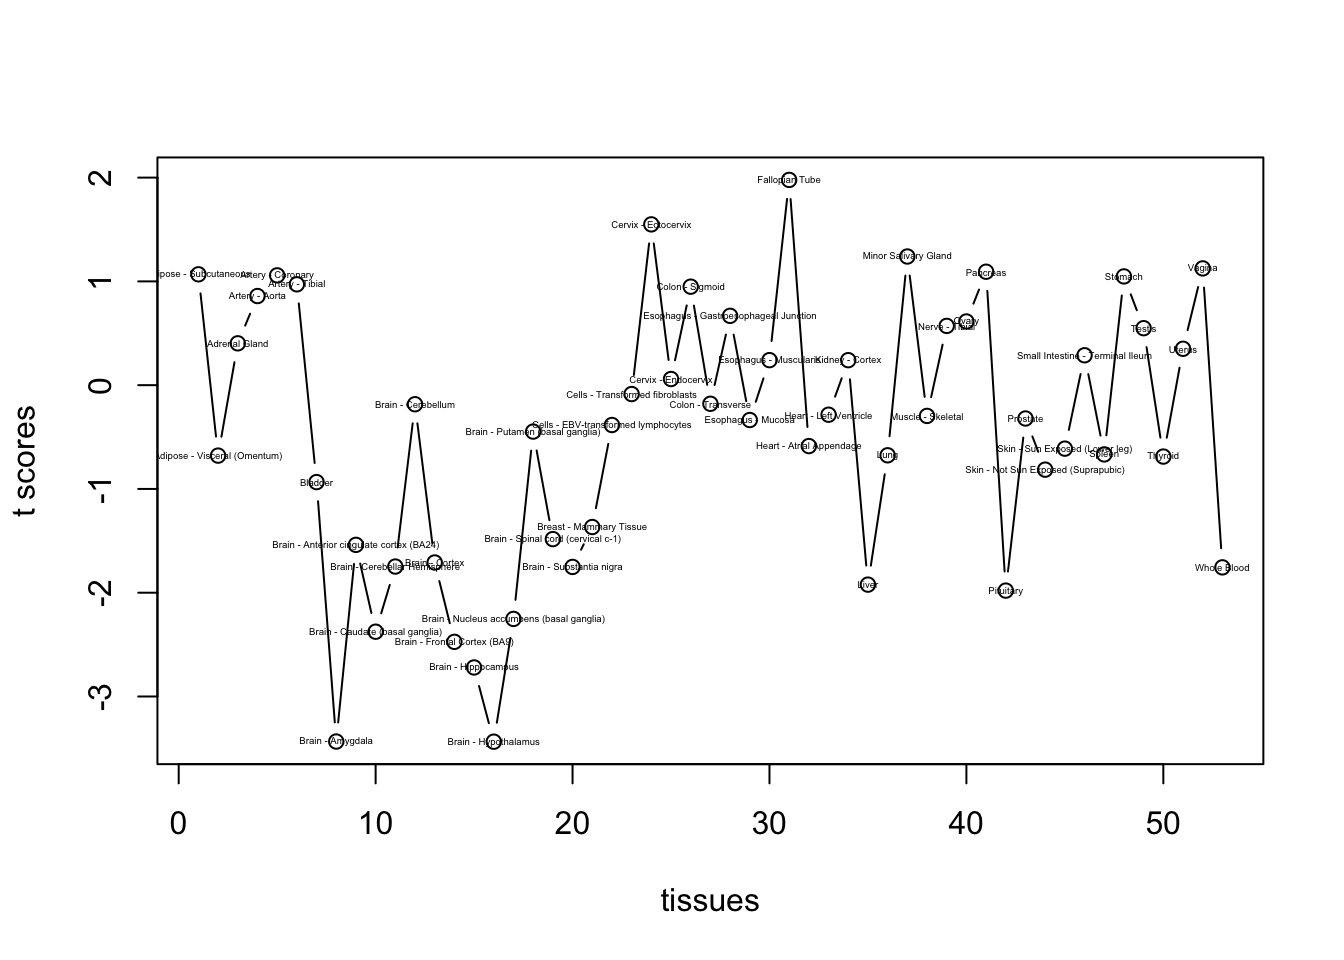 t scores
2
1
0
-1
-2
-3
Fallopian Tube
Cervix - Ectocervix
Minor Salivary Gland
Vagina
Pancreas
ipose - Subcutaneous
Artery - Coronary
Stomach
Artery - Tibial
Colon - Sigmoid
Artery - Aorta
Esophagus - Gastroesophageal Junction
Ovary
Nerve - Tibial
Testis
Adrenal Gland
Uterus
Small Intestine - Terminal Ileum
Esophagus - Muscularis
Kidney - Cortex
Cervix - Endocervix
Cells - Transformed fibroblasts
Brain - Cerebellum
Colon - Transverse
Heart - Left Ventricle
Muscle - Skeletal
Prostate
Esophagus - Mucosa
Cells - EBV-transformed lymphocytes
Brain - Putamen (basal ganglia)
Heart - Atrial Appendage
Skin - Sun Exposed (Lower leg)
Spleen
Adipose - Visceral (Omentum)
Lung
Thyroid
Skin - Not Sun Exposed (Suprapubic)
Bladder
Breast - Mammary Tissue
Brain - Spinal cord (cervical c-1)
Brain - Anterior cingulate cortex (BA24)
Brain - Cortex
Brain - Cerebellar Hemisphere
Brain - Substantia nigra
Whole Blood
Liver
Pituitary
Brain - Nucleus accumbens (basal ganglia)
Brain - Caudate (basal ganglia)
Brain - Frontal Cortex (BA9)
Brain - Hippocampus
Brain - Amygdala
Brain - Hypothalamus
0 10 20 30 40 50
tissues